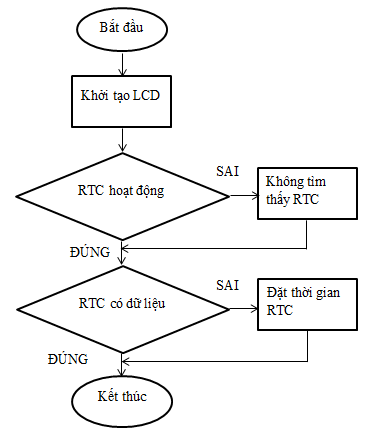 Bắt đầu
Khởi tạo LCD
RTC hoạt động
SAI
Không tìm
thấy RTC
ĐÚNG
RTC có dữ liệu
SAI
Đặt thời gian
RTC
ĐÚNG
Kết thúc